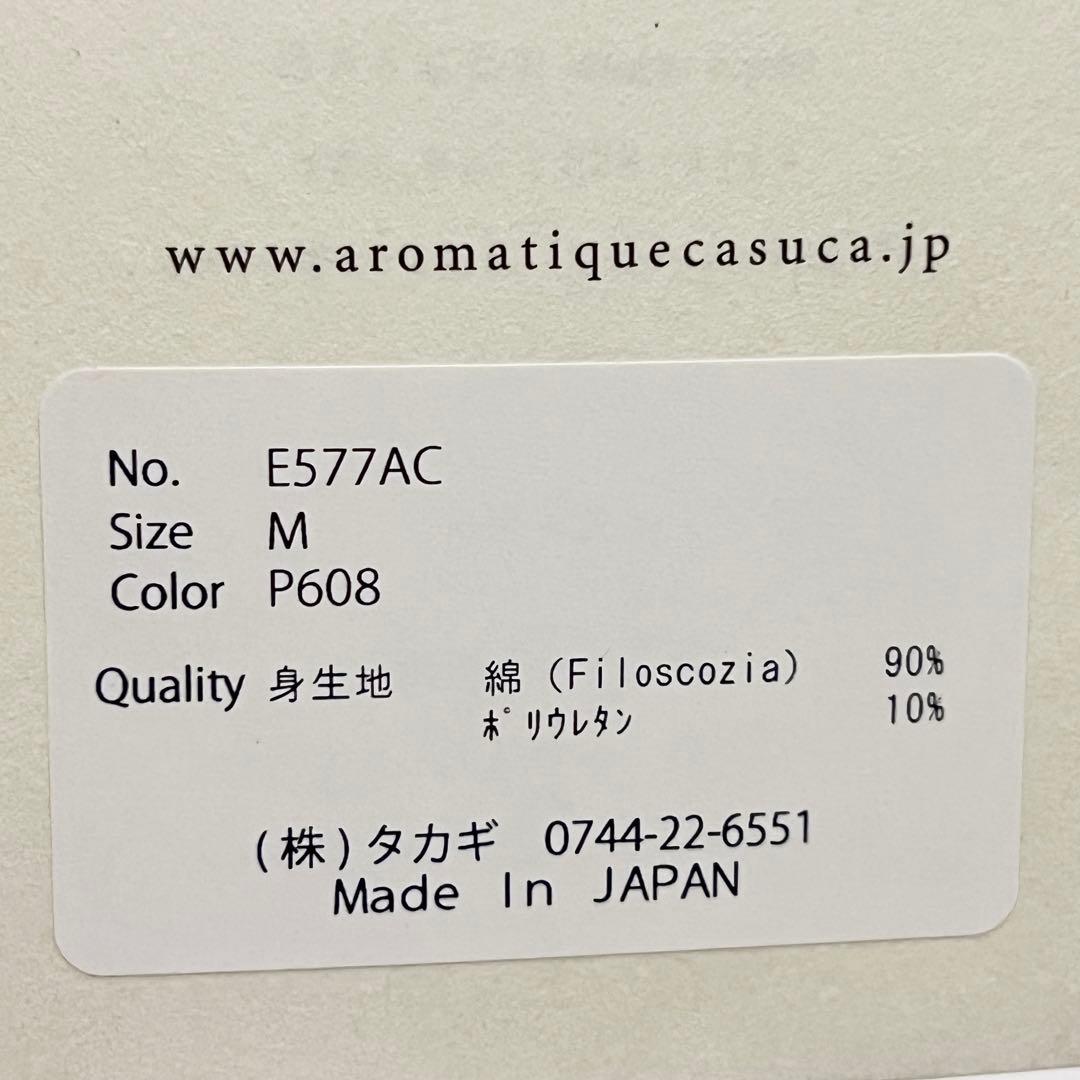 www.aromatiquecasuca.jp
No. E577AC
Size M
Color P608
Quality 身生地 綿 (Filoscozia) 90%
ﾎﾟﾘｳﾚﾀﾝ 10%
(株)タカギ 0744-22-6551
Made In JAPAN